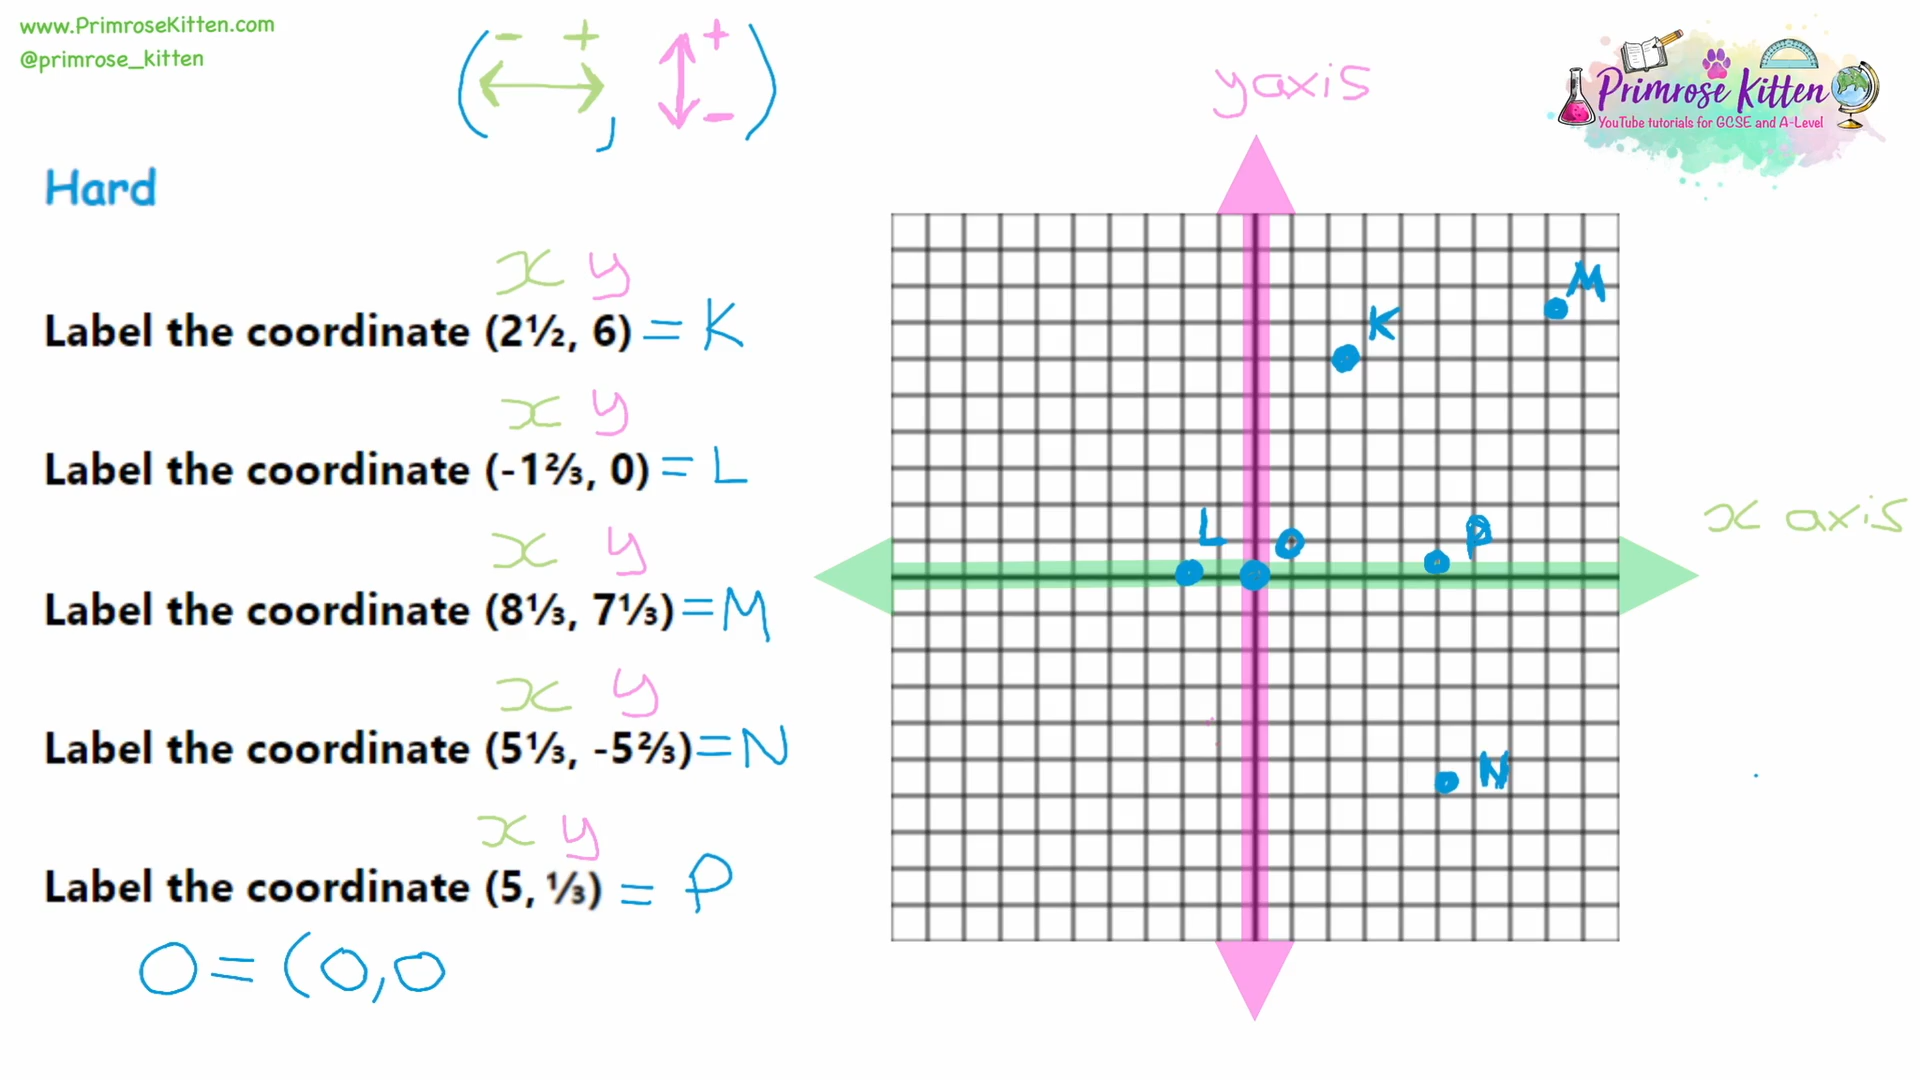 www.PrimroseKitten.com
@primrose_kitten
(- + , + -)
y axis
Primrose Kitten
YouTube tutorials for GCSE and A-Level
Hard
x y
Label the coordinate (2½, 6) = K
x y
Label the coordinate (-1⅔, 0) = L
x y
Label the coordinate (8⅓, 7⅓) = M
x y
Label the coordinate (5⅓, -5⅔) = N
x y
Label the coordinate (5, ⅓) = P
O = (0,0
M
K
L
O
P
x axis
N